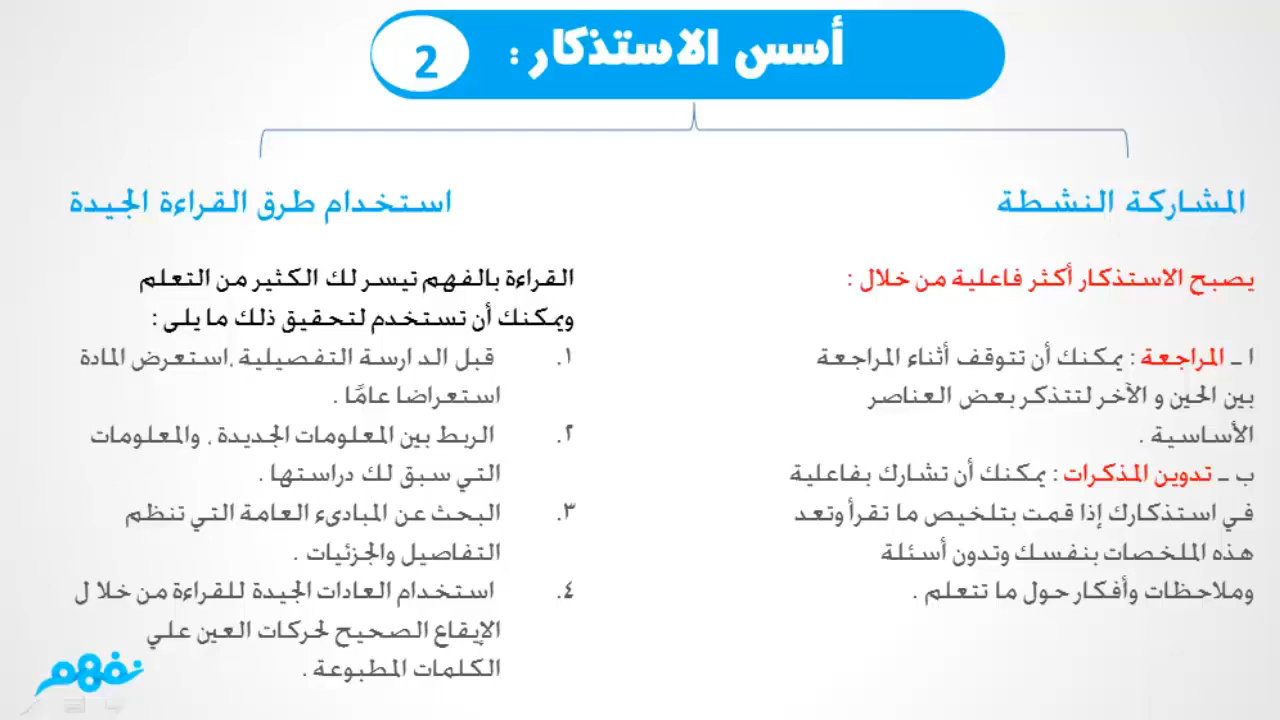 أسس الاستذكار :
2
المشاركة النشطة
يصبح الاستذكار أكثر فاعلية من خلال :
ا ـ المراجعة : يمكنك أن تتوقف أثناء المراجعة
بين الحين و الآخر لتتذكر بعض العناصر
الأساسية .
ب ـ تدوين المذكرات : يمكنك أن تشارك بفاعلية
في استذكارك إذا قمت بتلخيص ما تقرأ وتعد
هذه الملخصات بنفسك وتدون أسئلة
وملاحظات وأفكار حول ما تتعلم .
استخدام طرق القراءة الجيدة
القراءة بالفهم تيسر لك الكثير من التعلم
ويمكنك أن تستخدم لتحقيق ذلك ما يلى :
١. قبل الد ارسة التفصيلية ,استعرض المادة
استعراضا عامًا .
٢. الربط بين المعلومات الجديدة , والمعلومات
التي سبق لك دراستها .
٣. البحث عن المبادىء العامة التي تنظم
التفاصيل والجزئيات .
٤. استخدام العادات الجيدة للقراءة من خلا ل
الإيقاع الصحيح لحركات العين علي
الكلمات المطبوعة .
نفهم